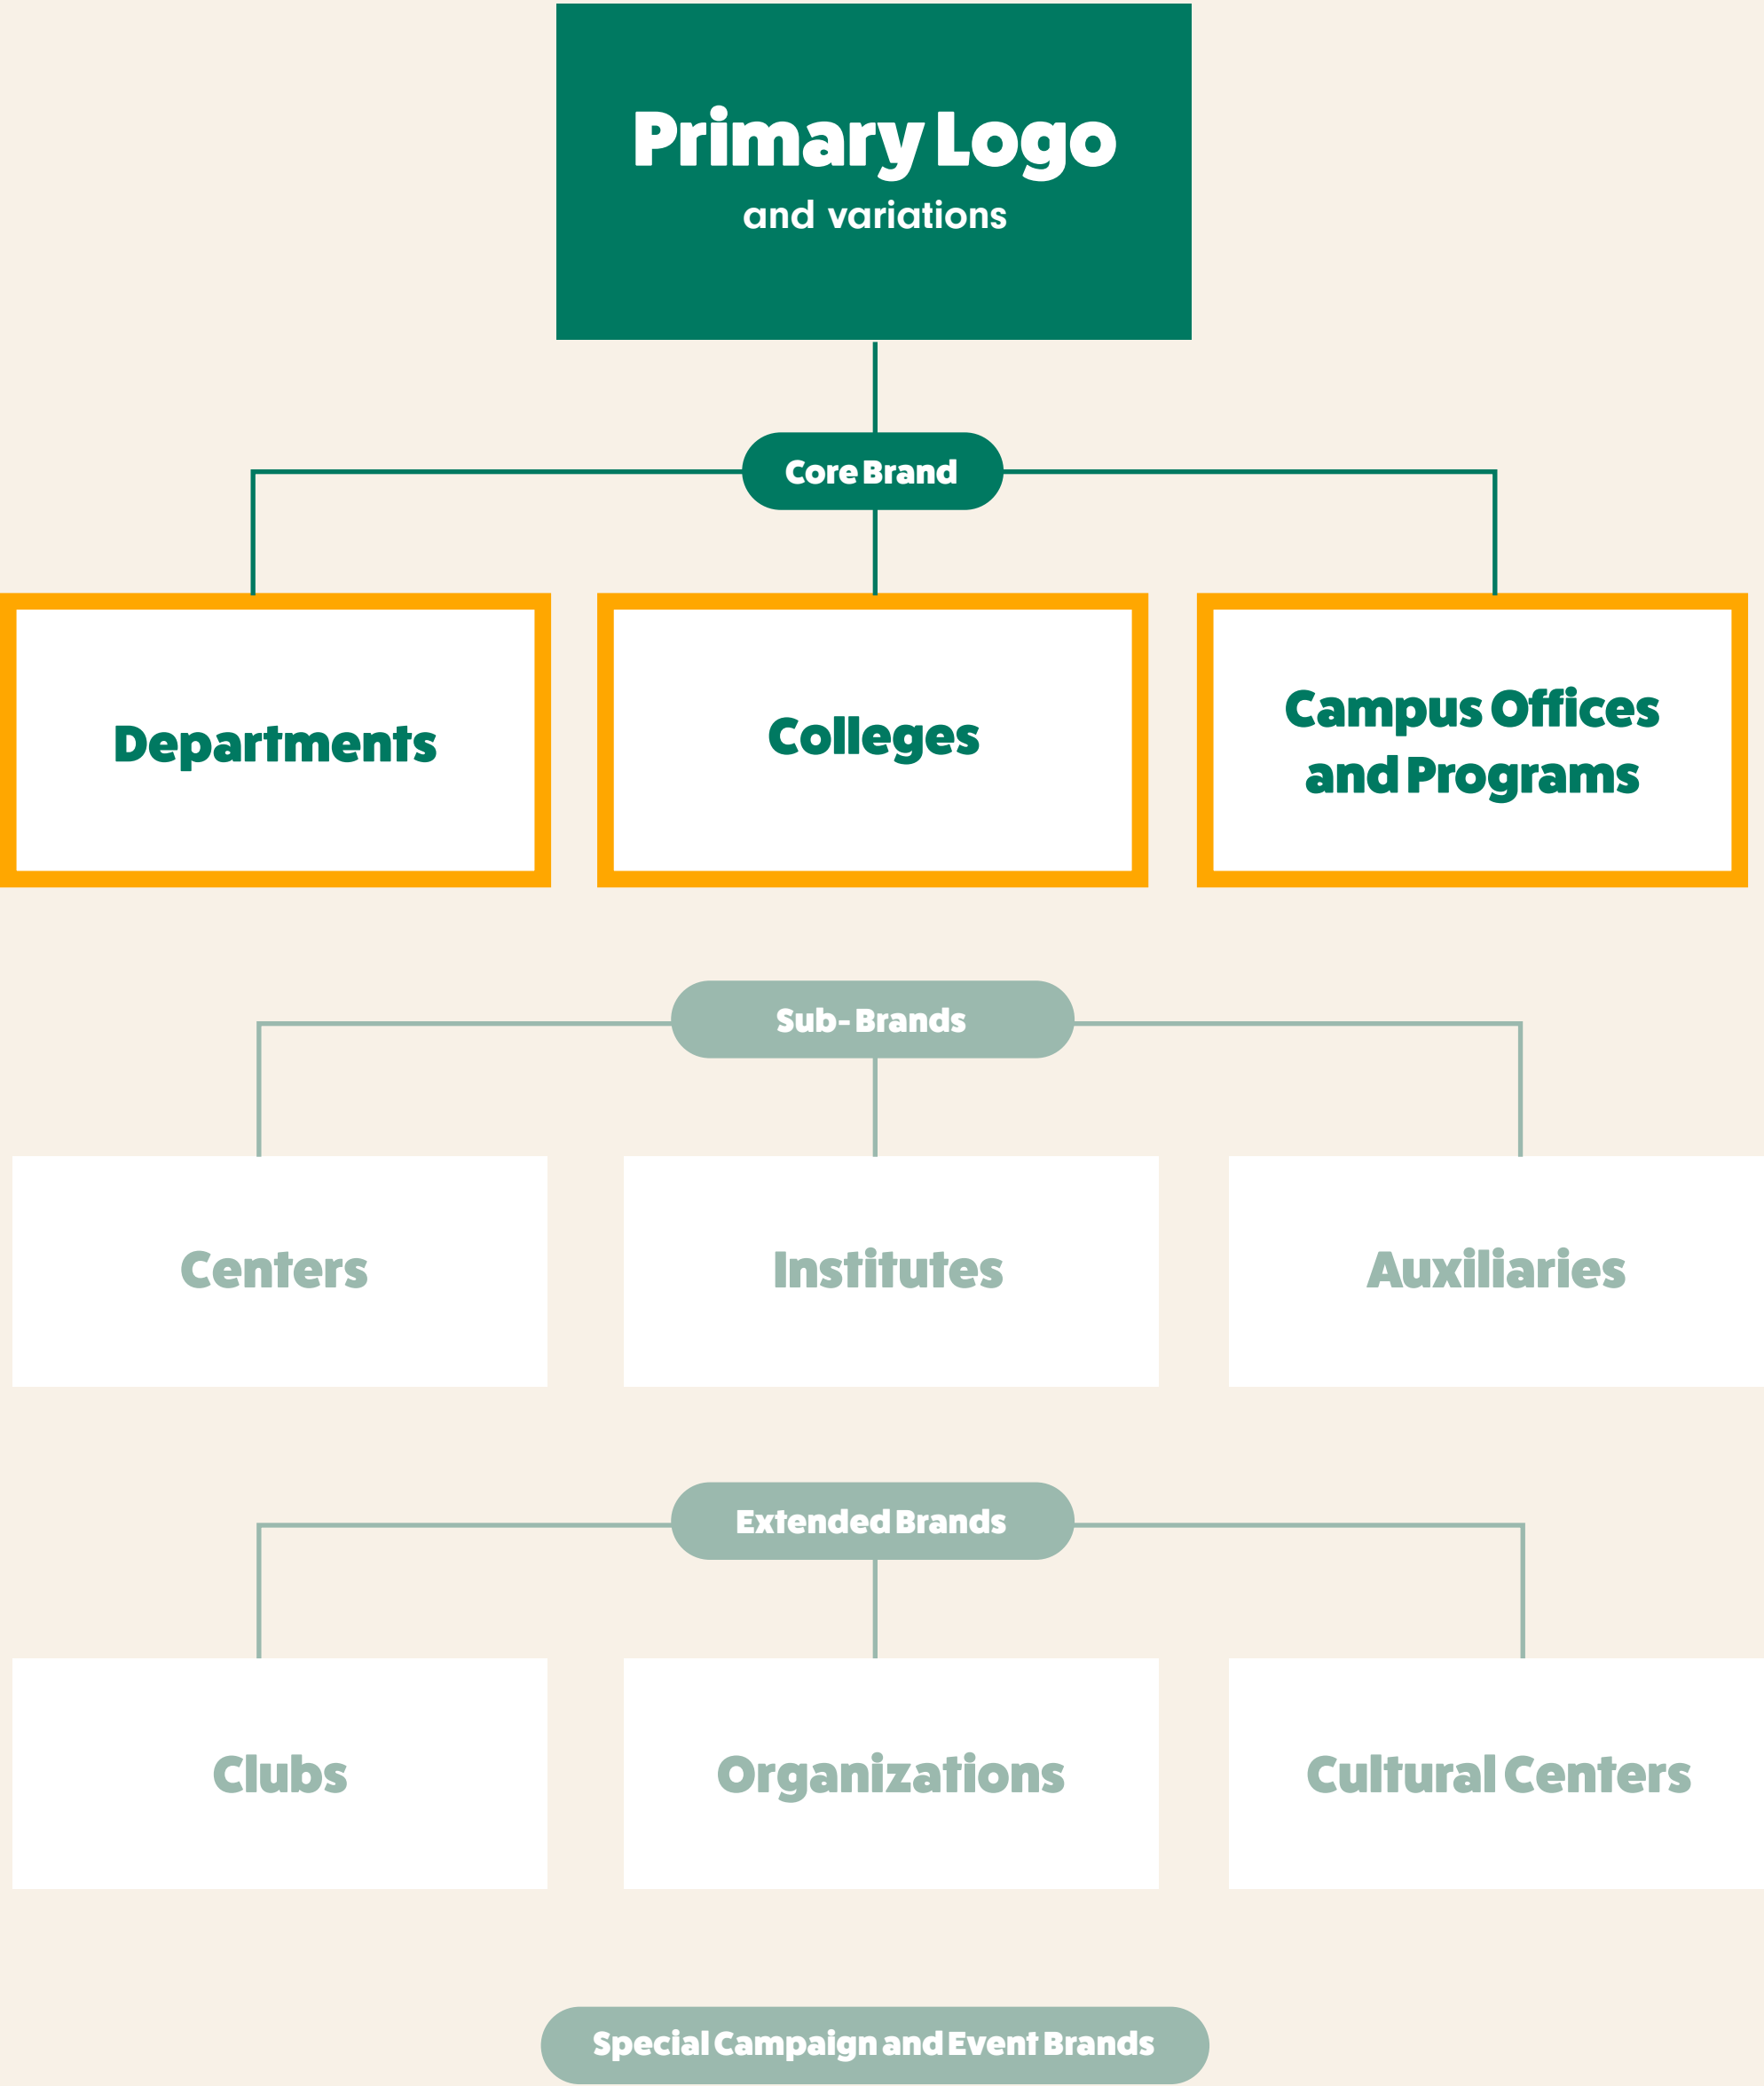 Primary Logo
and variations
Core Brand
Departments
Colleges
Campus Offices
and Programs
Sub-Brands
Centers
Institutes
Auxiliaries
Extended Brands
Clubs
Organizations
Cultural Centers
Special Campaign and Event Brands